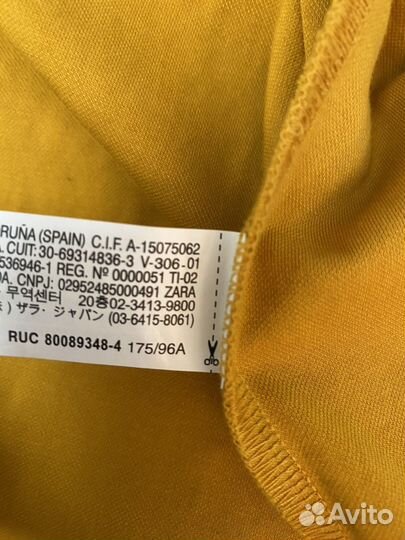 RUÑA (SPAIN) C.I.F. A-15075062
. CUIT: 30-69314836-3 V-306-01
536946-1 REG. Nº 0000051 TI-02
DA. CNPJ: 02952485000491 ZARA
무역센터 20층 02-3413-9800
) ザラ・ジャパン (03-6415-8061)
RUC 80089348-4 175/96A
Avito